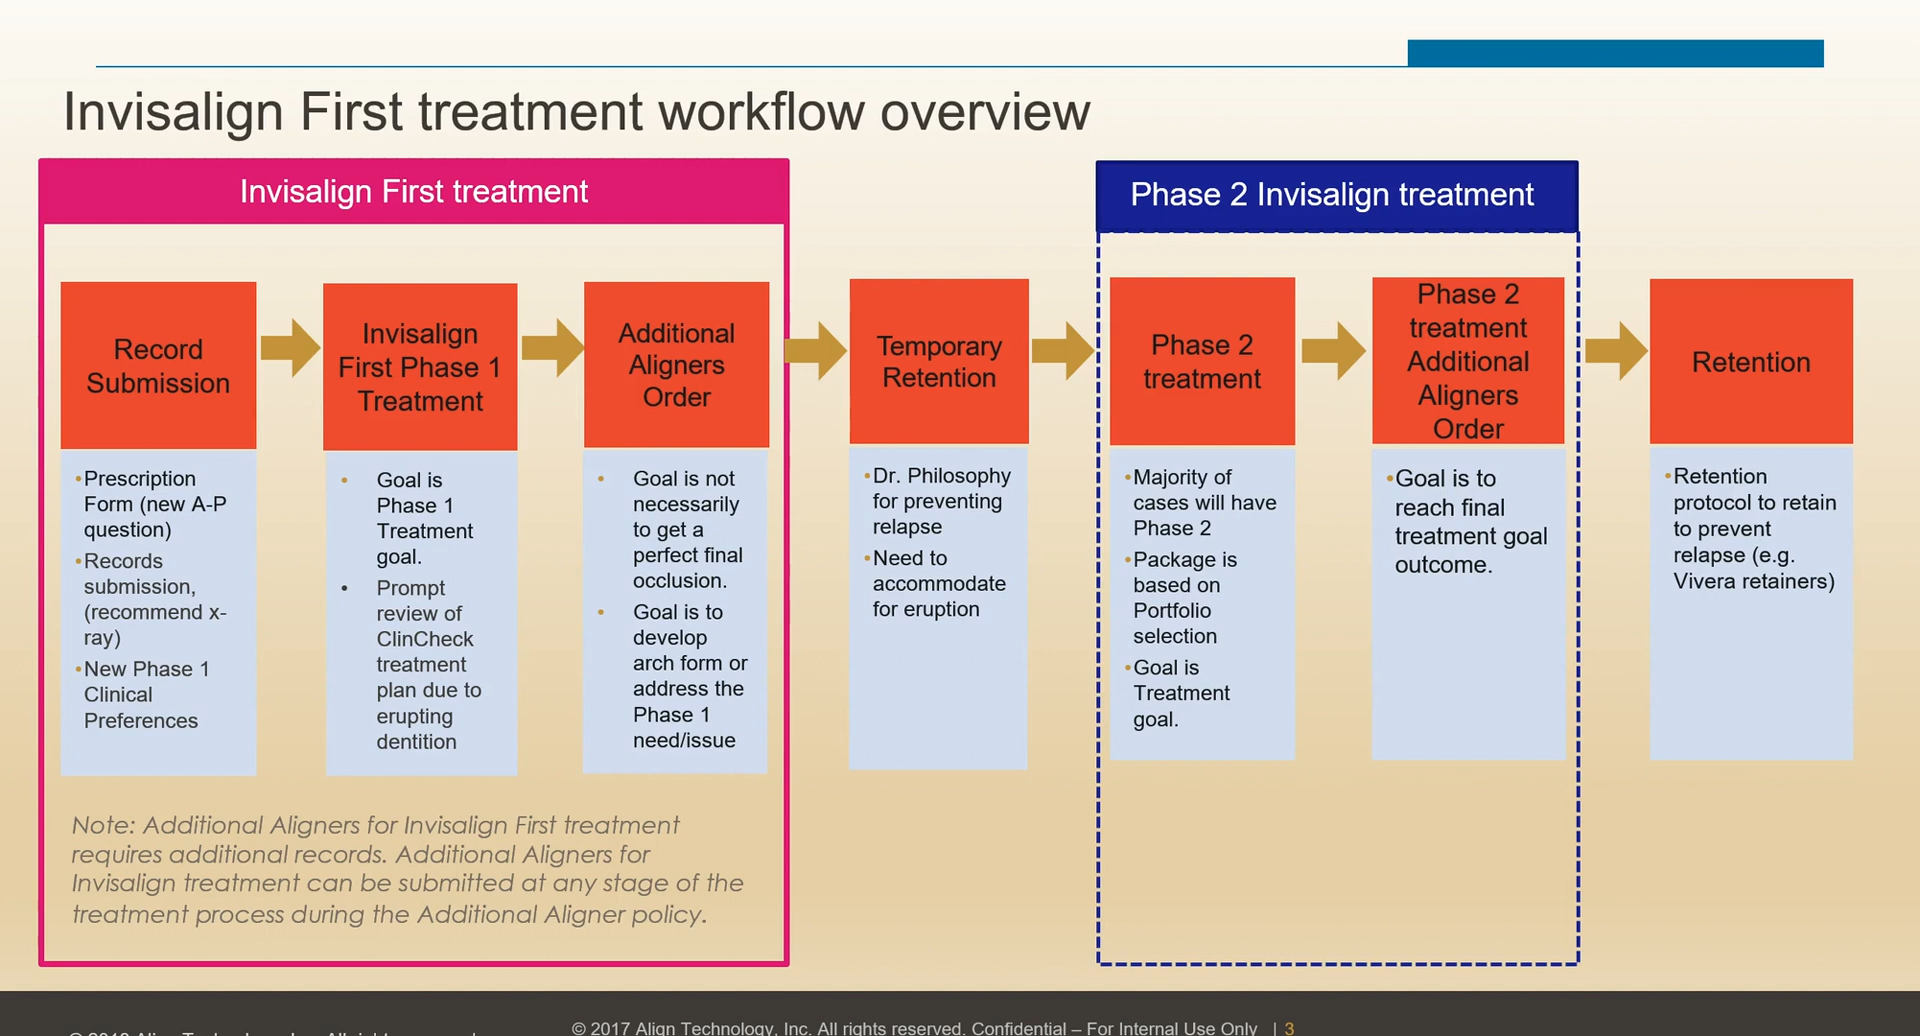 Invisalign First treatment workflow overview
Invisalign First treatment
Record
Submission
•Prescription
Form (new A-P
question)
•Records
submission,
(recommend x-
ray)
•New Phase 1
Clinical
Preferences
Invisalign
First Phase 1
Treatment
• Goal is
Phase 1
Treatment
goal.
• Prompt
review of
ClinCheck
treatment
plan due to
erupting
dentition
Additional
Aligners
Order
• Goal is not
necessarily
to get a
perfect final
occlusion.
• Goal is to
develop
arch form or
address the
Phase 1
need/issue
Note: Additional Aligners for Invisalign First treatment
requires additional records. Additional Aligners for
Invisalign treatment can be submitted at any stage of the
treatment process during the Additional Aligner policy.
Temporary
Retention
•Dr. Philosophy
for preventing
relapse
•Need to
accommodate
for eruption
Phase 2 Invisalign treatment
Phase 2
treatment
•Majority of
cases will have
Phase 2
•Package is
based on
Portfolio
selection
•Goal is
Treatment
goal.
Phase 2
treatment
Additional
Aligners
Order
•Goal is to
reach final
treatment goal
outcome.
Retention
•Retention
protocol to retain
to prevent
relapse (e.g.
Vivera retainers)
© 2017 Align Technology, Inc. All rights reserved. Confidential – For Internal Use Only | 3